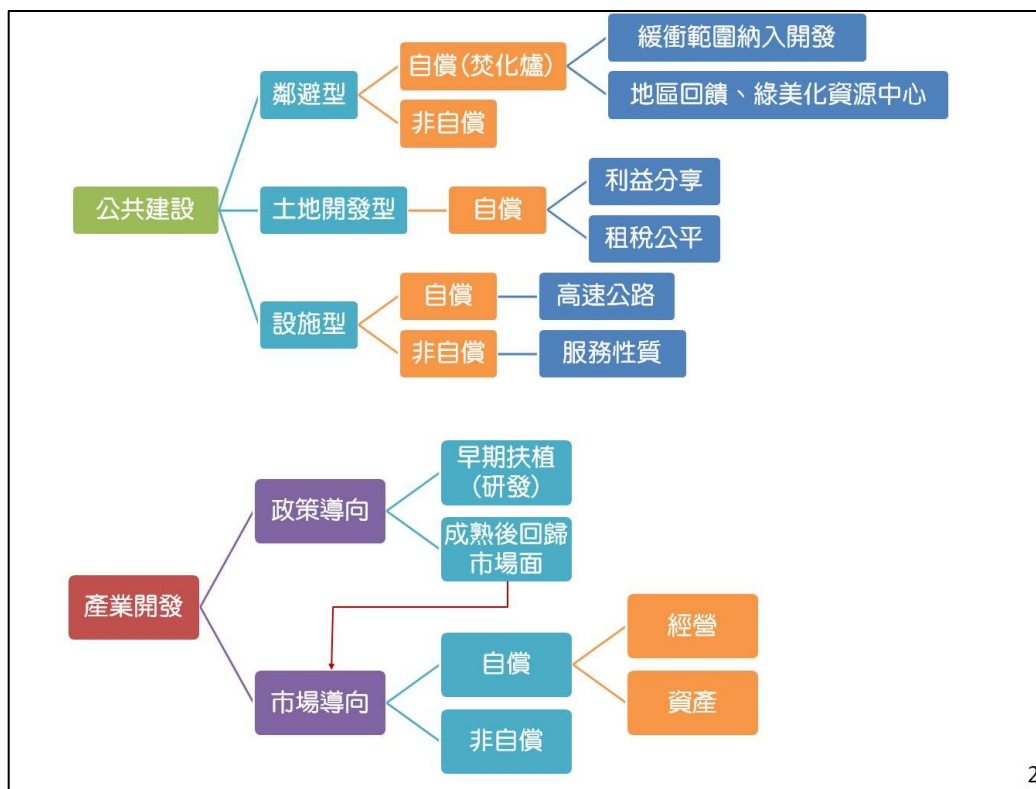 公共建設
鄰避型
自償(焚化爐)
緩衝範圍納入開發
地區回饋、綠美化資源中心
非自償
土地開發型
自償
利益分享
租稅公平
設施型
自償
高速公路
非自償
服務性質
產業開發
政策導向
早期扶植
(研發)
成熟後回歸
市場面
市場導向
自償
經營
資產
非自償
2